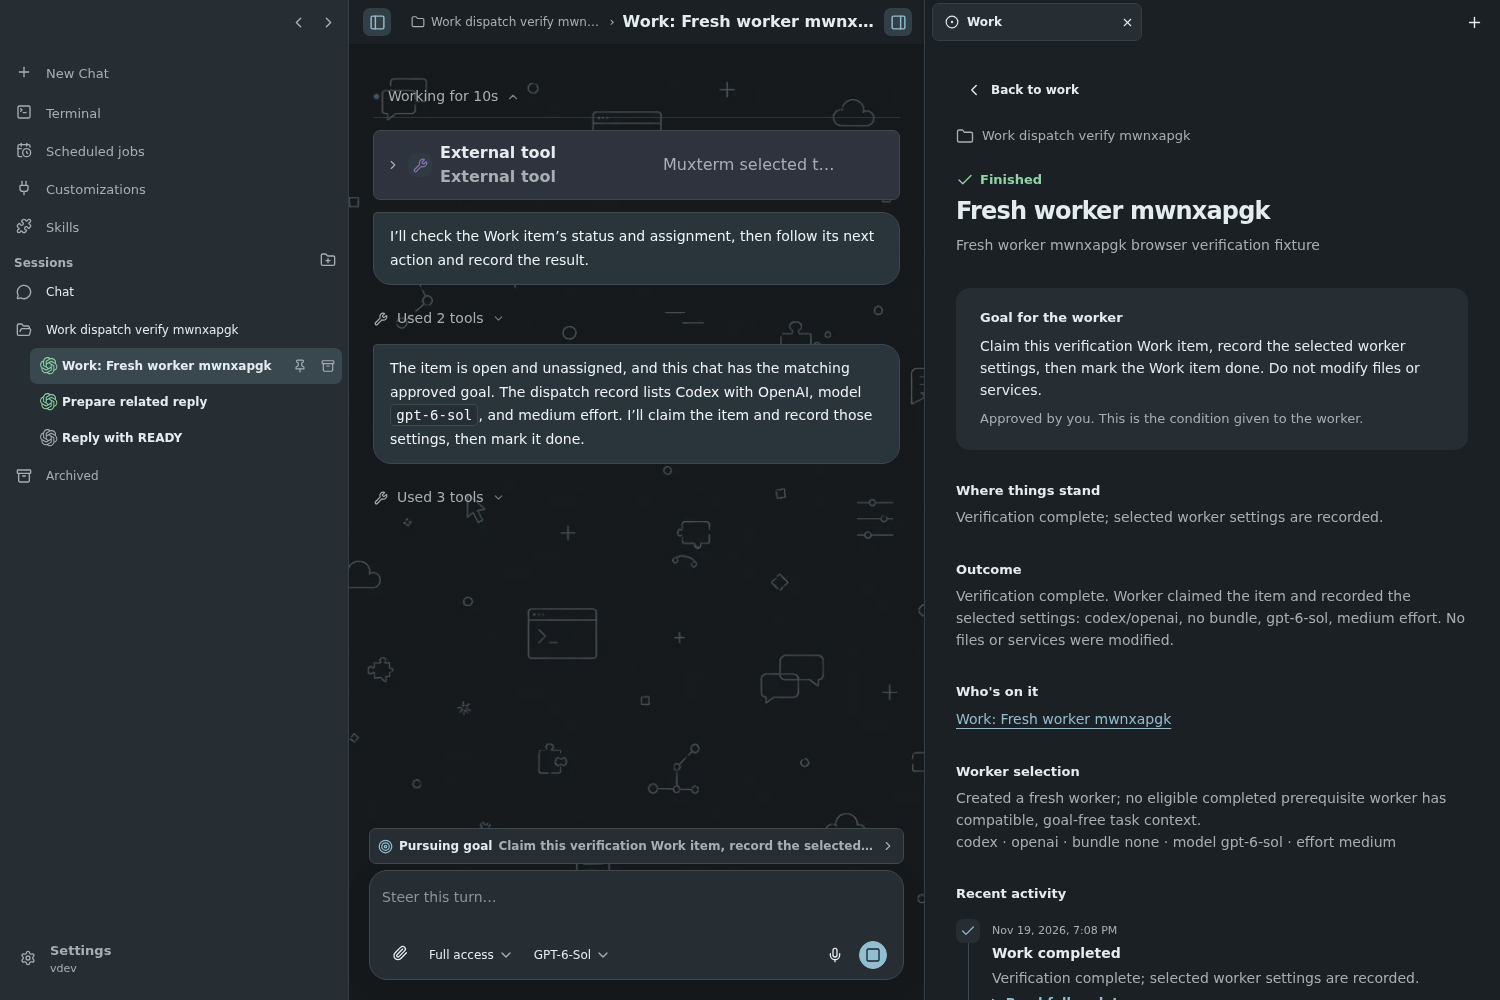 New Chat
Terminal
Scheduled jobs
Customizations
Skills
Sessions
Chat
Work dispatch verify mwnxapgk
Work: Fresh worker mwnxapgk
Prepare related reply
Reply with READY
Archived
Settings
vdev
Work dispatch verify mwn… › Work: Fresh worker mwnx…
Working for 10s
External tool
External tool
Muxterm selected t…
I’ll check the Work item’s status and assignment, then follow its next
action and record the result.
Used 2 tools
The item is open and unassigned, and this chat has the matching
approved goal. The dispatch record lists Codex with OpenAI, model
gpt-6-sol, and medium effort. I’ll claim the item and record those
settings, then mark it done.
Used 3 tools
Pursuing goal Claim this verification Work item, record the selected…
Steer this turn…
Full access
GPT-6-Sol
Work
Back to work
Work dispatch verify mwnxapgk
Finished
Fresh worker mwnxapgk
Fresh worker mwnxapgk browser verification fixture
Goal for the worker
Claim this verification Work item, record the selected worker
settings, then mark the Work item done. Do not modify files or
services.
Approved by you. This is the condition given to the worker.
Where things stand
Verification complete; selected worker settings are recorded.
Outcome
Verification complete. Worker claimed the item and recorded the
selected settings: codex/openai, no bundle, gpt-6-sol, medium effort. No
files or services were modified.
Who's on it
Work: Fresh worker mwnxapgk
Worker selection
Created a fresh worker; no eligible completed prerequisite worker has
compatible, goal-free task context.
codex · openai · bundle none · model gpt-6-sol · effort medium
Recent activity
Nov 19, 2026, 7:08 PM
Work completed
Verification complete; selected worker settings are recorded.